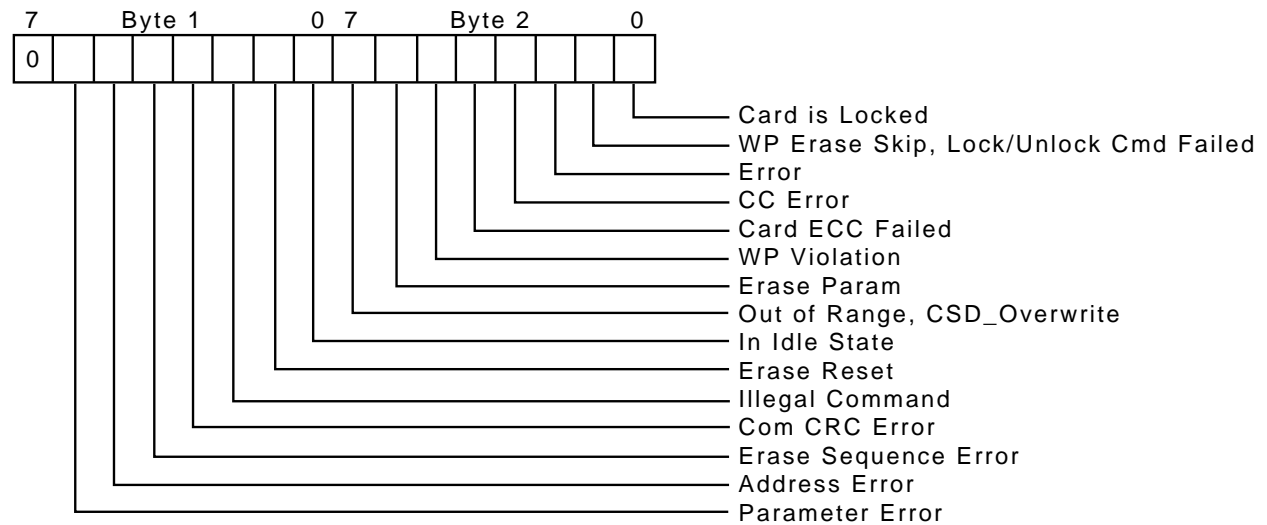 7 Byte 1 0 7 Byte 2 0
0
Card is Locked
WP Erase Skip, Lock/Unlock Cmd Failed
Error
CC Error
Card ECC Failed
WP Violation
Erase Param
Out of Range, CSD_Overwrite
In Idle State
Erase Reset
Illegal Command
Com CRC Error
Erase Sequence Error
Address Error
Parameter Error